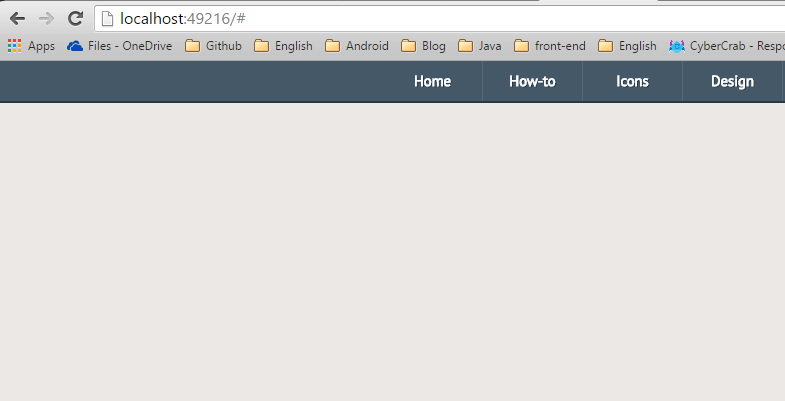 localhost:49216/#
Apps Files - OneDrive Github English Android Blog Java front-end English CyberCrab - Respo
Home How-to Icons Design